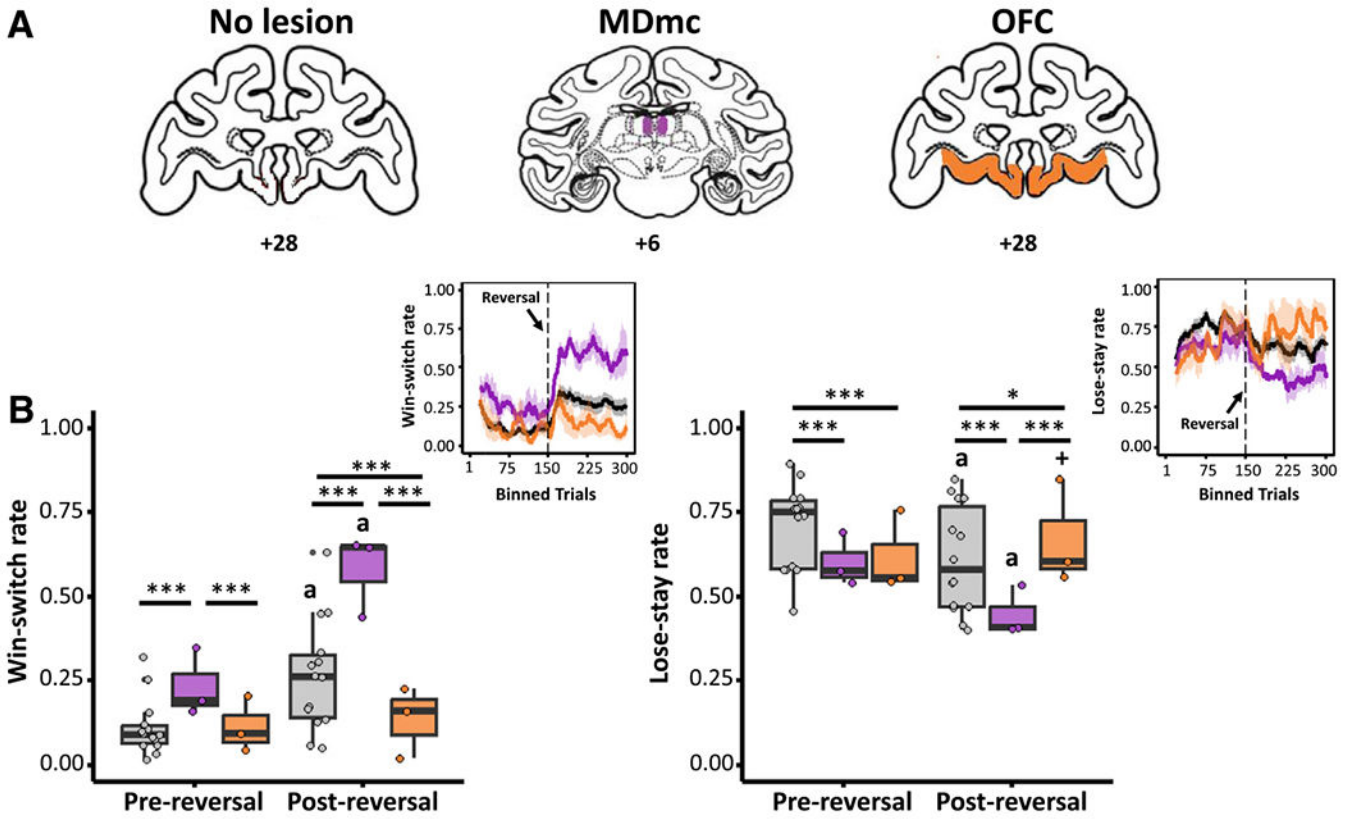 A
No lesion
MDmc
OFC
+28
+6
+28
Win-switch rate
1.00
0.75
0.50
0.25
0.00
Reversal
1
75
150
225
300
Binned Trials
Lose-stay rate
1.00
0.75
0.50
0.25
0.00
Reversal
1
75
150
225
300
Binned Trials
B
Win-switch rate
1.00
0.75
0.50
0.25
0.00
***
***
***
***
***
a
a
Pre-reversal
Post-reversal
Lose-stay rate
1.00
0.75
0.50
0.25
0.00
***
***
*
***
***
a
+
a
Pre-reversal
Post-reversal